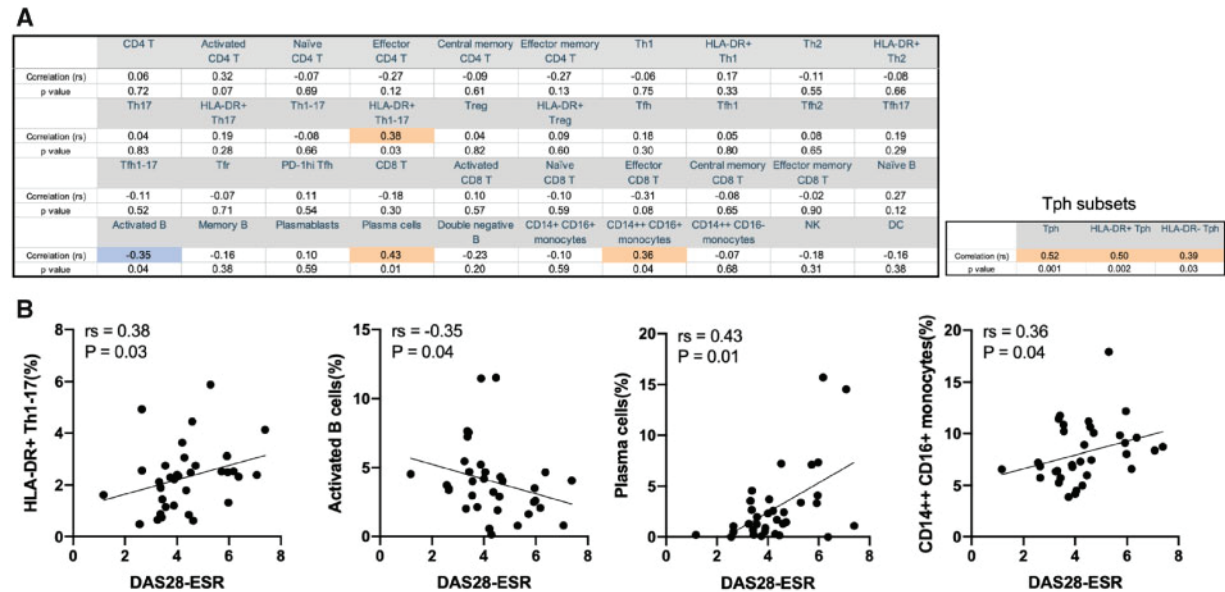 A
CD4 T Activated CD4 T Naïve CD4 T Effector CD4 T Central memory CD4 T Effector memory CD4 T Th1 HLA-DR+ Th1 Th2 HLA-DR+ Th2
Correlation (rs) 0.06 0.32 -0.07 -0.27 -0.09 -0.27 -0.06 0.17 -0.11 -0.08
p value 0.72 0.07 0.69 0.12 0.61 0.13 0.75 0.33 0.55 0.66
Th17 HLA-DR+ Th17 Th1-17 HLA-DR+ Th1-17 Treg HLA-DR+ Treg Tfh Tfh1 Tfh2 Tfh17
Correlation (rs) 0.04 0.19 -0.08 0.38 0.04 0.09 0.18 0.05 0.08 0.19
p value 0.83 0.28 0.66 0.03 0.82 0.60 0.30 0.80 0.65 0.29
Tfh1-17 Tfr PD-1hi Tfh CD8 T Activated CD8 T Naïve CD8 T Effector CD8 T Central memory CD8 T Effector memory CD8 T Naïve B
Correlation (rs) -0.11 -0.07 0.11 -0.18 0.10 -0.10 -0.31 -0.08 -0.02 0.27
p value 0.52 0.71 0.54 0.30 0.57 0.59 0.08 0.65 0.90 0.12
Activated B Memory B Plasmablasts Plasma cells Double negative B CD14+ CD16+ monocytes CD14++ CD16+ monocytes CD14++ CD16- monocytes NK DC
Correlation (rs) -0.35 -0.16 0.10 0.43 -0.23 -0.10 0.36 -0.07 -0.18 -0.16
p value 0.04 0.38 0.59 0.01 0.20 0.59 0.04 0.68 0.31 0.38
Tph subsets
Tph HLA-DR+ Tph HLA-DR- Tph
Correlation (rs) 0.52 0.50 0.39
p value 0.001 0.002 0.03
B
rs = 0.38
P = 0.03
HLA-DR+ Th1-17(%)
8
6
4
2
0
0 2 4 6 8
DAS28-ESR
rs = -0.35
P = 0.04
Activated B cells(%)
15
10
5
0
0 2 4 6 8
DAS28-ESR
rs = 0.43
P = 0.01
Plasma cells(%)
20
15
10
5
0
0 2 4 6 8
DAS28-ESR
rs = 0.36
P = 0.04
CD14++ CD16+ monocytes(%)
20
15
10
5
0
0 2 4 6 8
DAS28-ESR